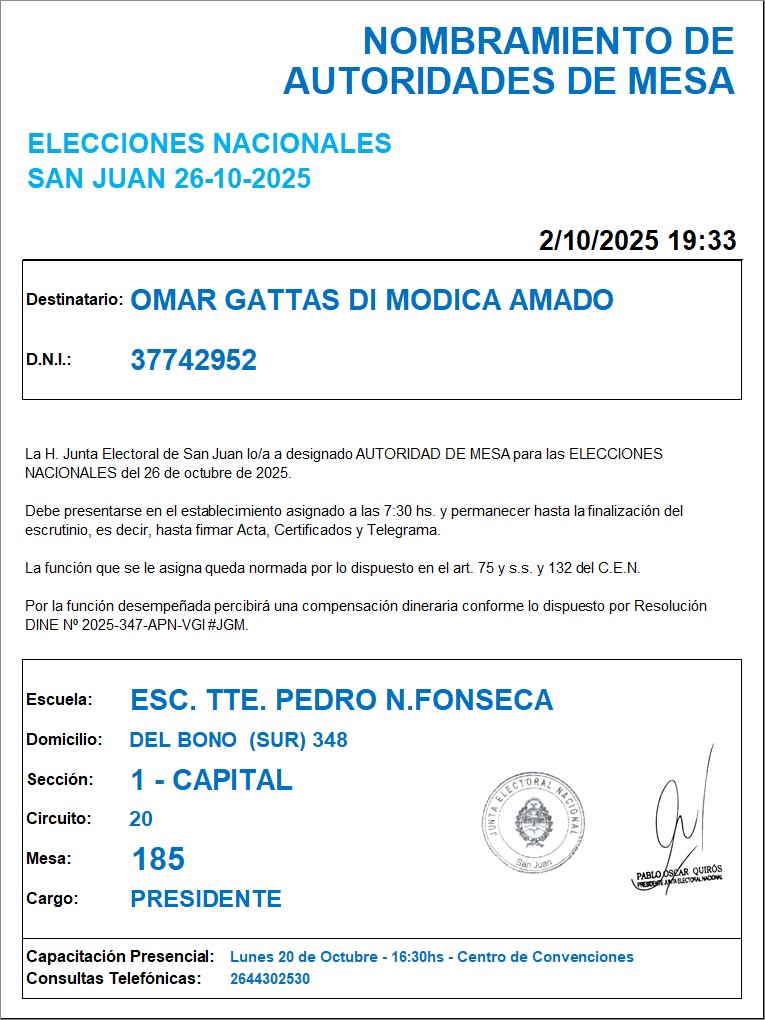 NOMBRAMIENTO DE
AUTORIDADES DE MESA
ELECCIONES NACIONALES
SAN JUAN 26-10-2025
2/10/2025 19:33
Destinatario: OMAR GATTAS DI MODICA AMADO
D.N.I.: 37742952
La H. Junta Electoral de San Juan lo/a a designado AUTORIDAD DE MESA para las ELECCIONES
NACIONALES del 26 de octubre de 2025.
Debe presentarse en el establecimiento asignado a las 7:30 hs. y permanecer hasta la finalización del
escrutinio, es decir, hasta firmar Acta, Certificados y Telegrama.
La función que se le asigna queda normada por lo dispuesto en el art. 75 y s.s. y 132 del C.E.N.
Por la función desempeñada percibirá una compensación dineraria conforme lo dispuesto por Resolución
DINE Nº 2025-347-APN-VGI#JGM.
Escuela: ESC. TTE. PEDRO N.FONSECA
Domicilio: DEL BONO (SUR) 348
Sección: 1 - CAPITAL
Circuito: 20
Mesa: 185
Cargo: PRESIDENTE
JUNTA ELECTORAL NACIONAL
San Juan
PABLO OSCAR QUIRÓS
PRESIDENTE JUNTA ELECTORAL NACIONAL
Capacitación Presencial: Lunes 20 de Octubre - 16:30hs - Centro de Convenciones
Consultas Telefónicas: 2644302530